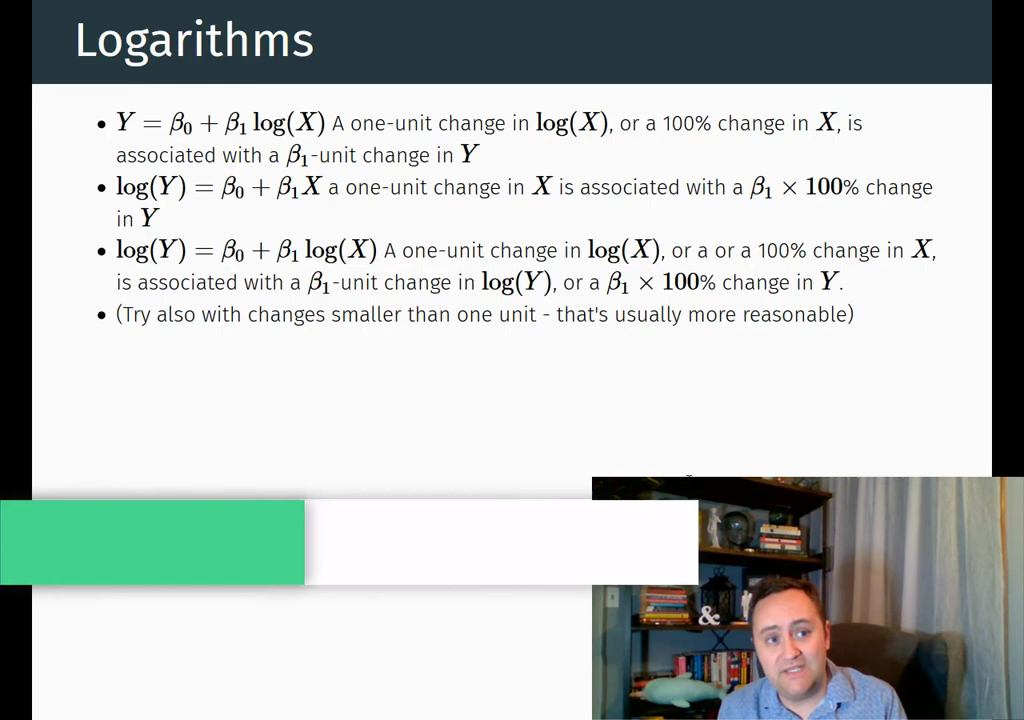 Logarithms
• Y = β₀ + β₁ log(X) A one-unit change in log(X), or a 100% change in X, is
associated with a β₁-unit change in Y
• log(Y) = β₀ + β₁X a one-unit change in X is associated with a β₁ × 100% change
in Y
• log(Y) = β₀ + β₁ log(X) A one-unit change in log(X), or a or a 100% change in X,
is associated with a β₁-unit change in log(Y), or a β₁ × 100% change in Y.
• (Try also with changes smaller than one unit - that's usually more reasonable)
&